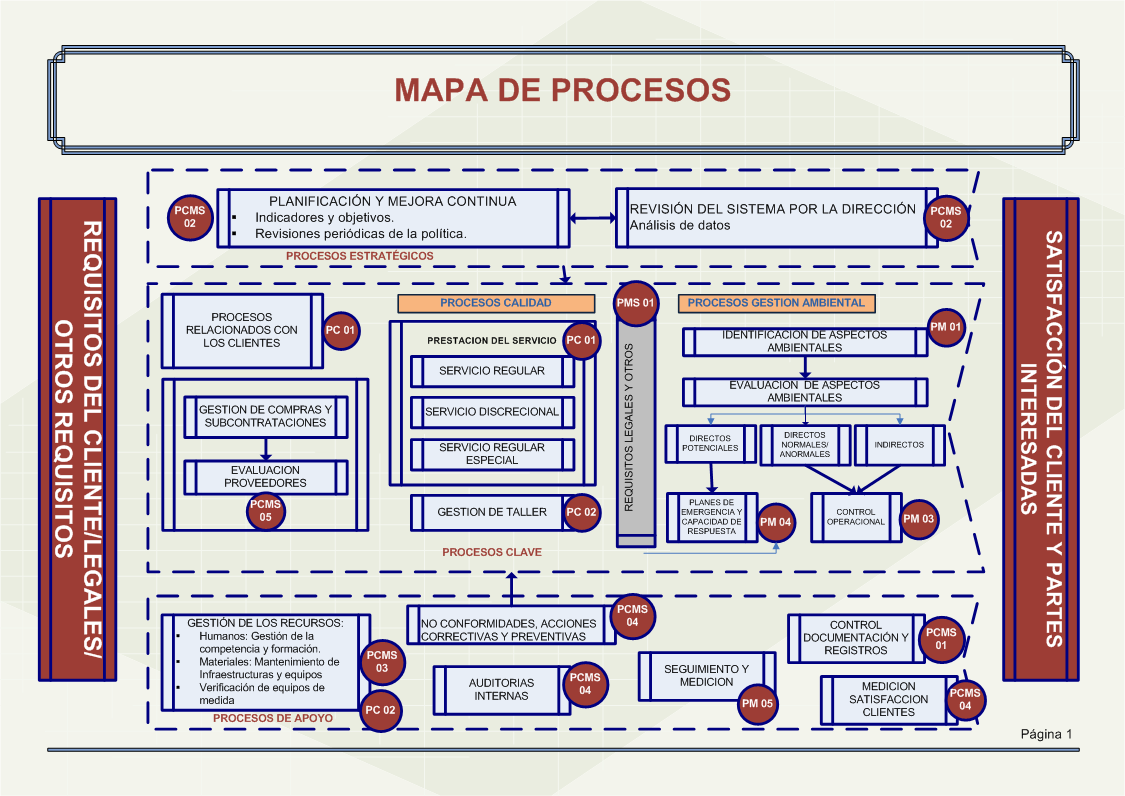 MAPA DE PROCESOS
REQUISITOS DEL CLIENTE/LEGALES/
OTROS REQUISITOS
PCMS
02
PLANIFICACIÓN Y MEJORA CONTINUA
▪ Indicadores y objetivos.
▪ Revisiones periódicas de la política.
REVISIÓN DEL SISTEMA POR LA DIRECCIÓN
Análisis de datos
PCMS
02
PROCESOS ESTRATÉGICOS
PROCESOS
RELACIONADOS CON
LOS CLIENTES
PC 01
GESTION DE COMPRAS Y
SUBCONTRATACIONES
EVALUACION
PROVEEDORES
PCMS
05
PROCESOS CALIDAD
PRESTACION DEL SERVICIO
PC 01
SERVICIO REGULAR
SERVICIO DISCRECIONAL
SERVICIO REGULAR
ESPECIAL
GESTION DE TALLER
PC 02
PROCESOS CLAVE
PMS 01
REQUISITOS LEGALES Y OTROS
PROCESOS GESTION AMBIENTAL
IDENTIFICACION DE ASPECTOS
AMBIENTALES
PM 01
EVALUACION DE ASPECTOS
AMBIENTALES
DIRECTOS
POTENCIALES
DIRECTOS
NORMALES/
ANORMALES
INDIRECTOS
PLANES DE
EMERGENCIA Y
CAPACIDAD DE
RESPUESTA
PM 04
CONTROL
OPERACIONAL
PM 03
GESTIÓN DE LOS RECURSOS:
▪ Humanos: Gestión de la
competencia y formación.
▪ Materiales: Mantenimiento de
Infraestructuras y equipos
▪ Verificación de equipos de
medida
PCMS
03
PC 02
PROCESOS DE APOYO
NO CONFORMIDADES, ACCIONES
CORRECTIVAS Y PREVENTIVAS
PCMS
04
AUDITORIAS
INTERNAS
PCMS
04
SEGUIMIENTO Y
MEDICION
PM 05
CONTROL
DOCUMENTACIÓN Y
REGISTROS
PCMS
01
MEDICION
SATISFACCION
CLIENTES
PCMS
04
SATISFACCIÓN DEL CLIENTE Y PARTES
INTERESADAS
Página 1